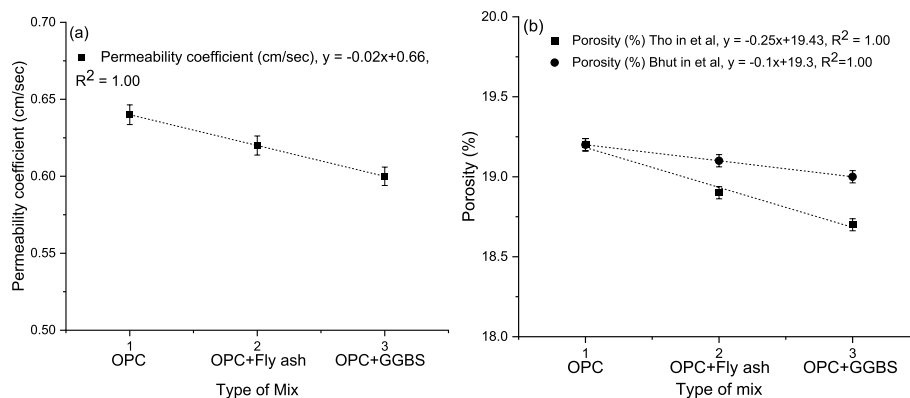 (a)
Permeability coefficient (cm/sec), y = -0.02x+0.66,
R² = 1.00
0.70
0.65
0.60
0.55
0.50
Permeability coefficient (cm/sec)
1 2 3
OPC OPC+Fly ash OPC+GGBS
Type of Mix
(b)
Porosity (%) Tho in et al, y = -0.25x+19.43, R² = 1.00
Porosity (%) Bhut in et al, y = -0.1x+19.3, R²=1.00
20.0
19.5
19.0
18.5
18.0
Porosity (%)
1 2 3
OPC OPC+Fly ash OPC+GGBS
Type of mix